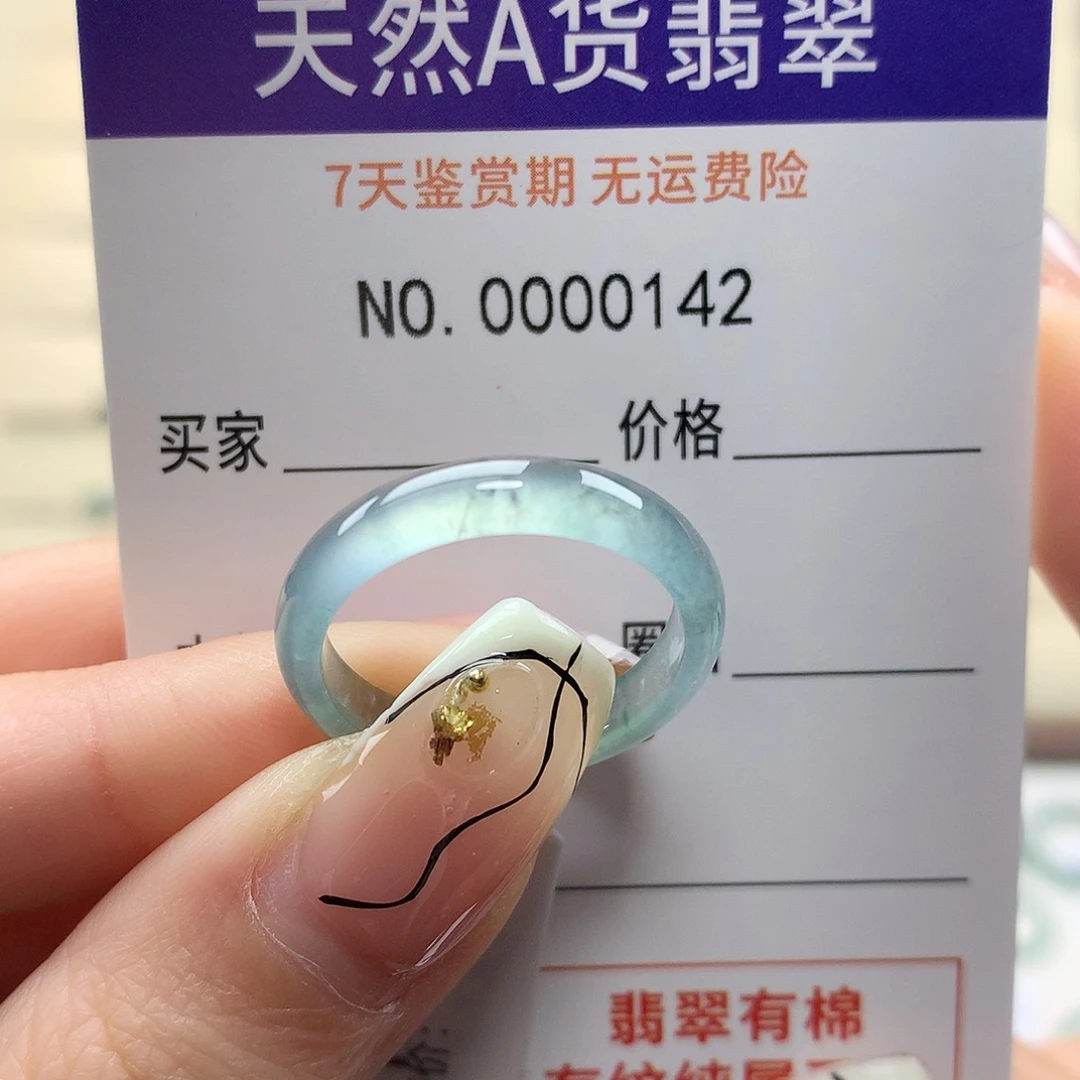 天然A货翡翠
7天鉴赏期 无运费险
NO. 0000142
买家 价格
圈
翡翠有棉